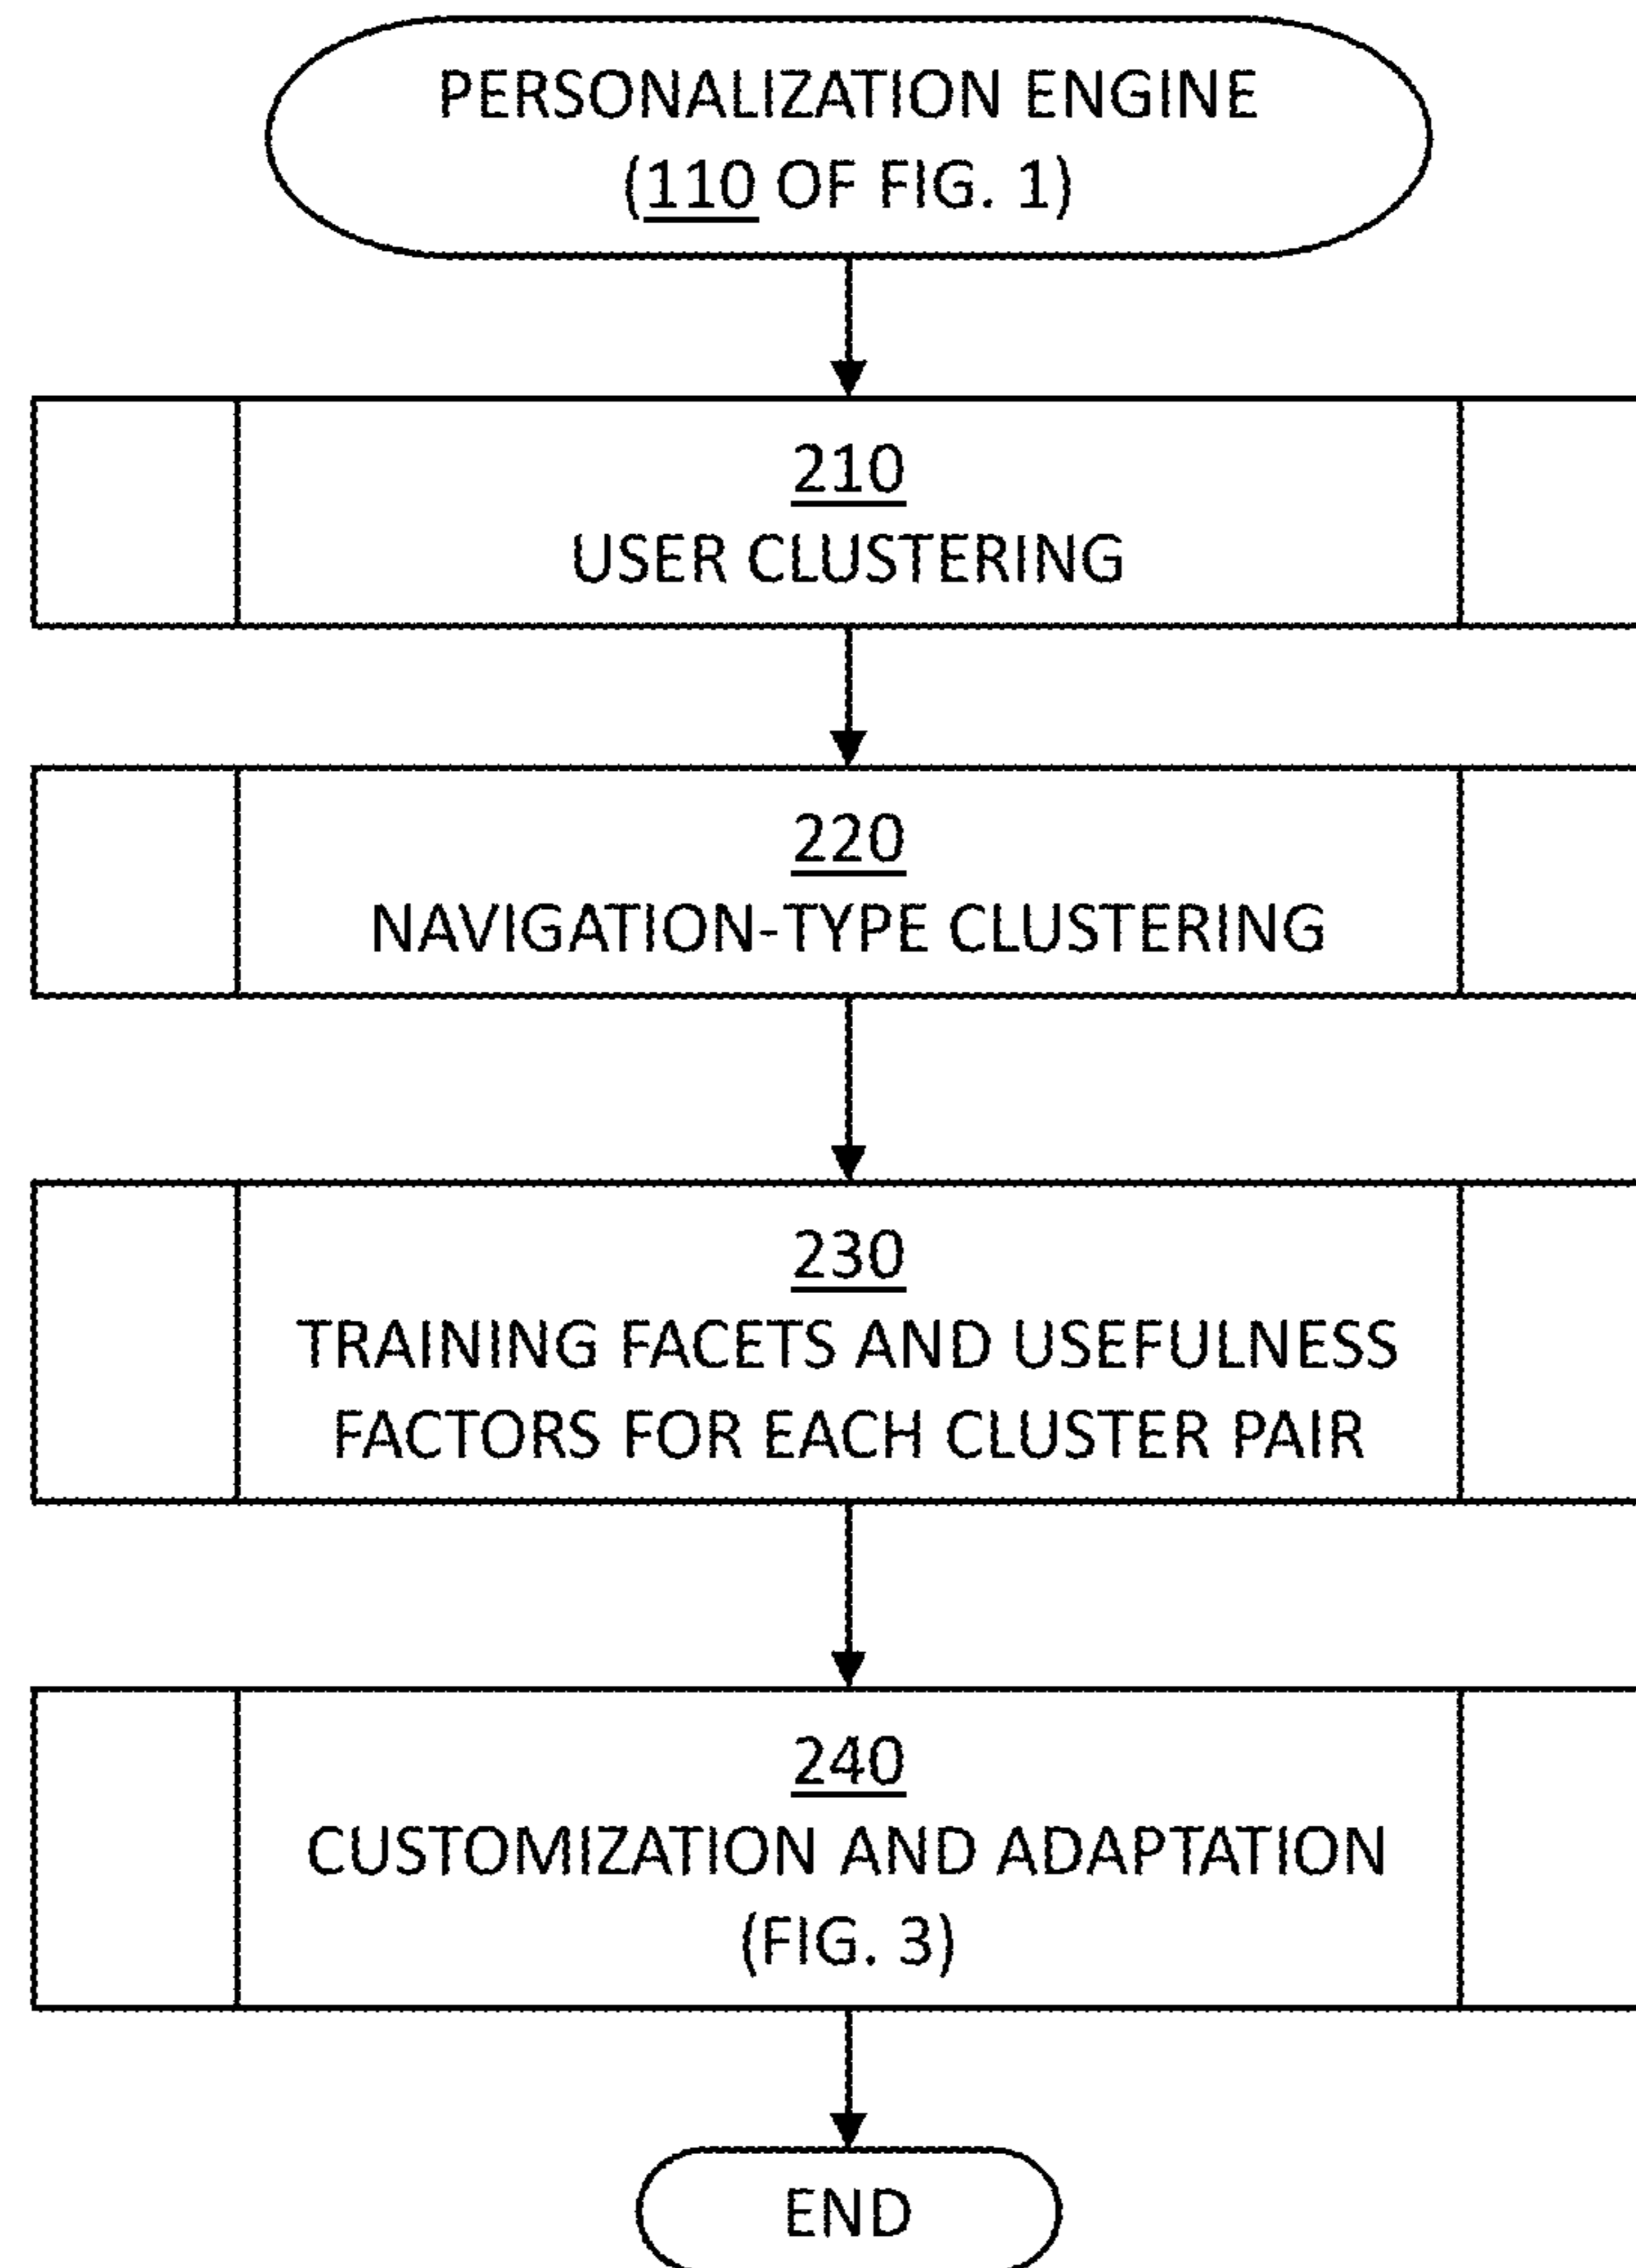 PERSONALIZATION ENGINE
(110 OF FIG. 1)
210
USER CLUSTERING
220
NAVIGATION-TYPE CLUSTERING
230
TRAINING FACETS AND USEFULNESS
FACTORS FOR EACH CLUSTER PAIR
240
CUSTOMIZATION AND ADAPTATION
(FIG. 3)
END